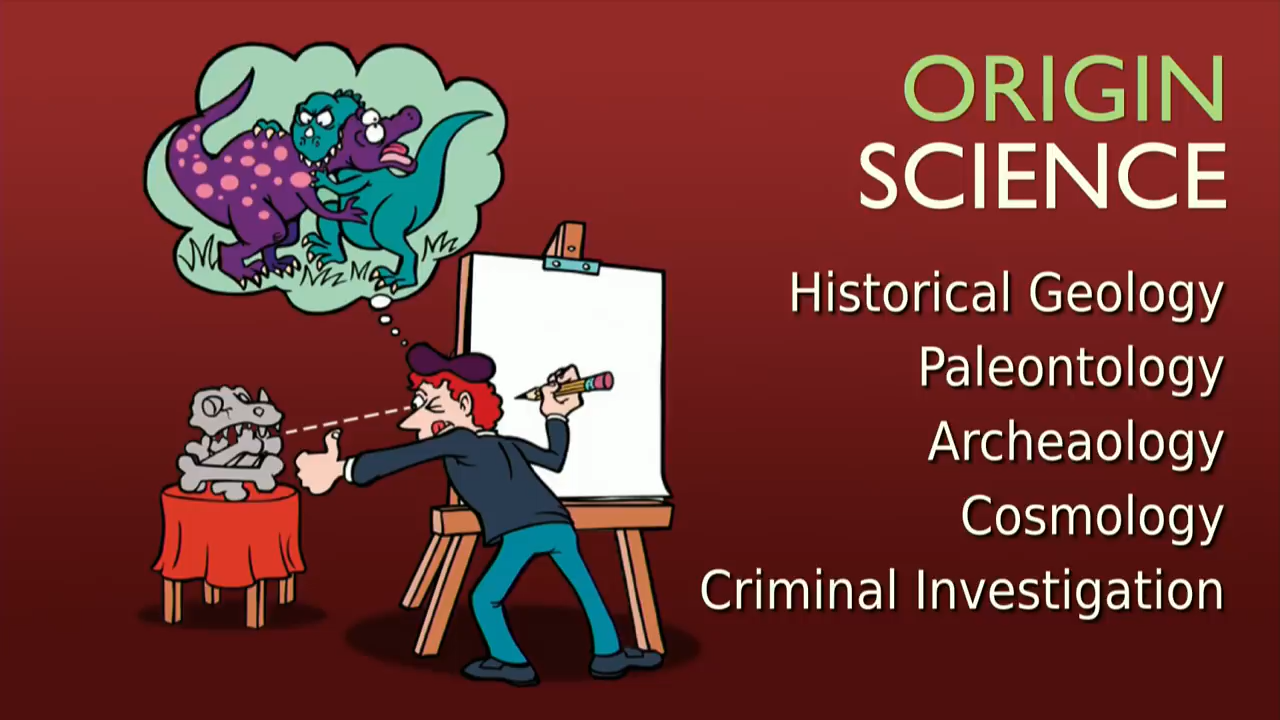 ORIGIN
SCIENCE
Historical Geology
Paleontology
Archeaology
Cosmology
Criminal Investigation